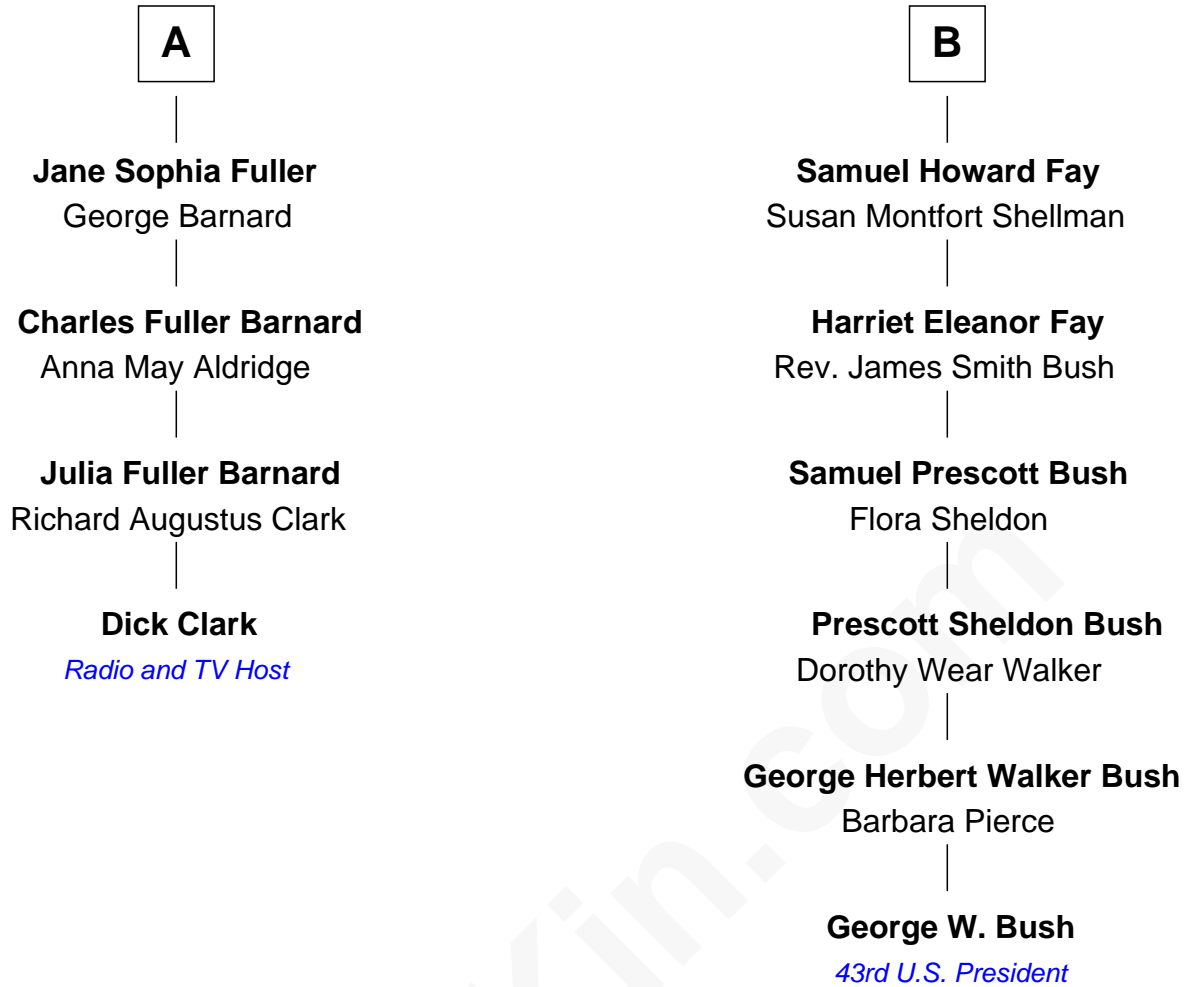 A
Jane Sophia Fuller
George Barnard
Charles Fuller Barnard
Anna May Aldridge
Julia Fuller Barnard
Richard Augustus Clark
Dick Clark
Radio and TV Host
B
Samuel Howard Fay
Susan Montfort Shellman
Harriet Eleanor Fay
Rev. James Smith Bush
Samuel Prescott Bush
Flora Sheldon
Prescott Sheldon Bush
Dorothy Wear Walker
George Herbert Walker Bush
Barbara Pierce
George W. Bush
43rd U.S. President
Kin.com